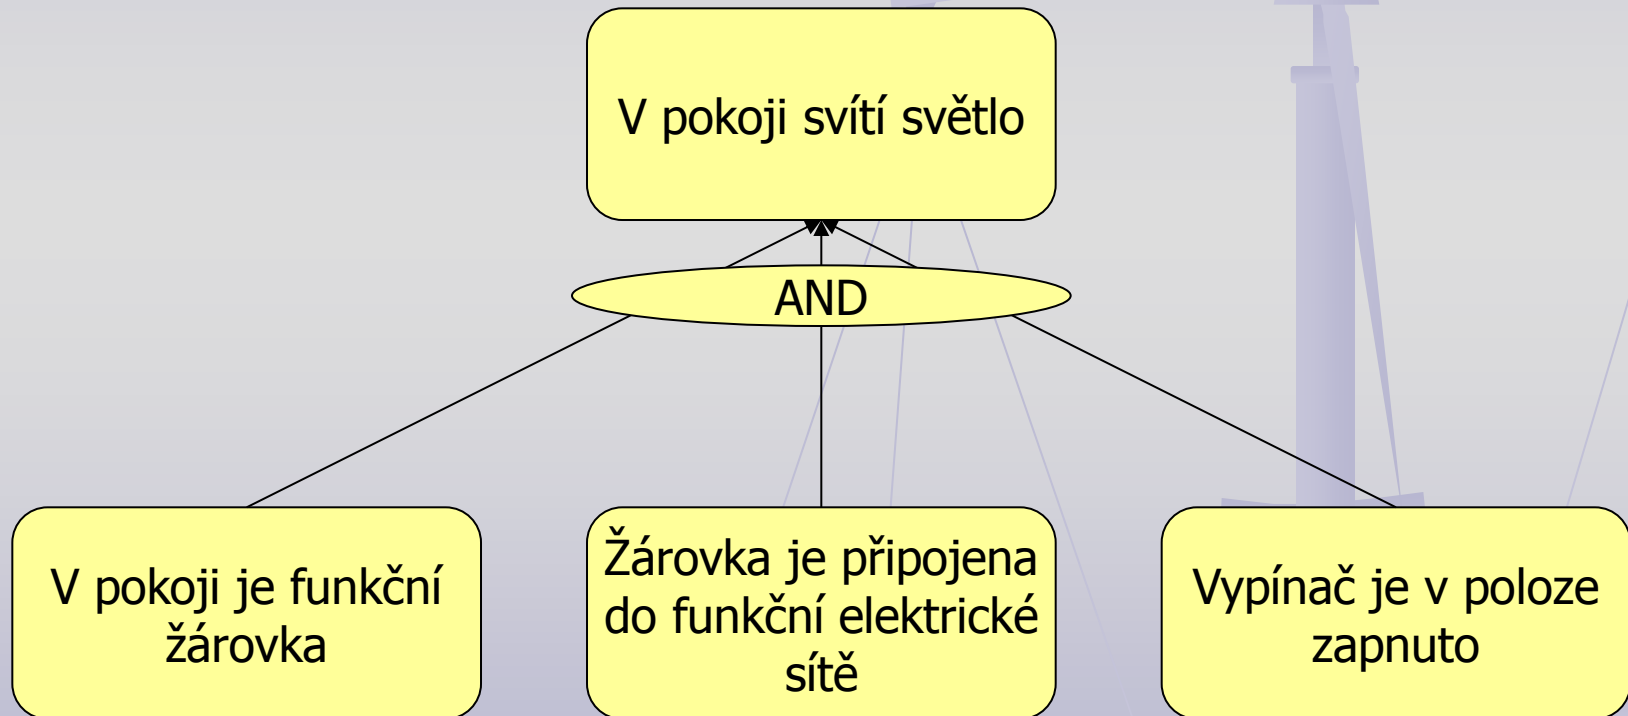 V pokoji svítí světlo
AND
V pokoji je funkční
žárovka
Žárovka je připojena
do funkční elektrické
sítě
Vypínač je v poloze
zapnuto